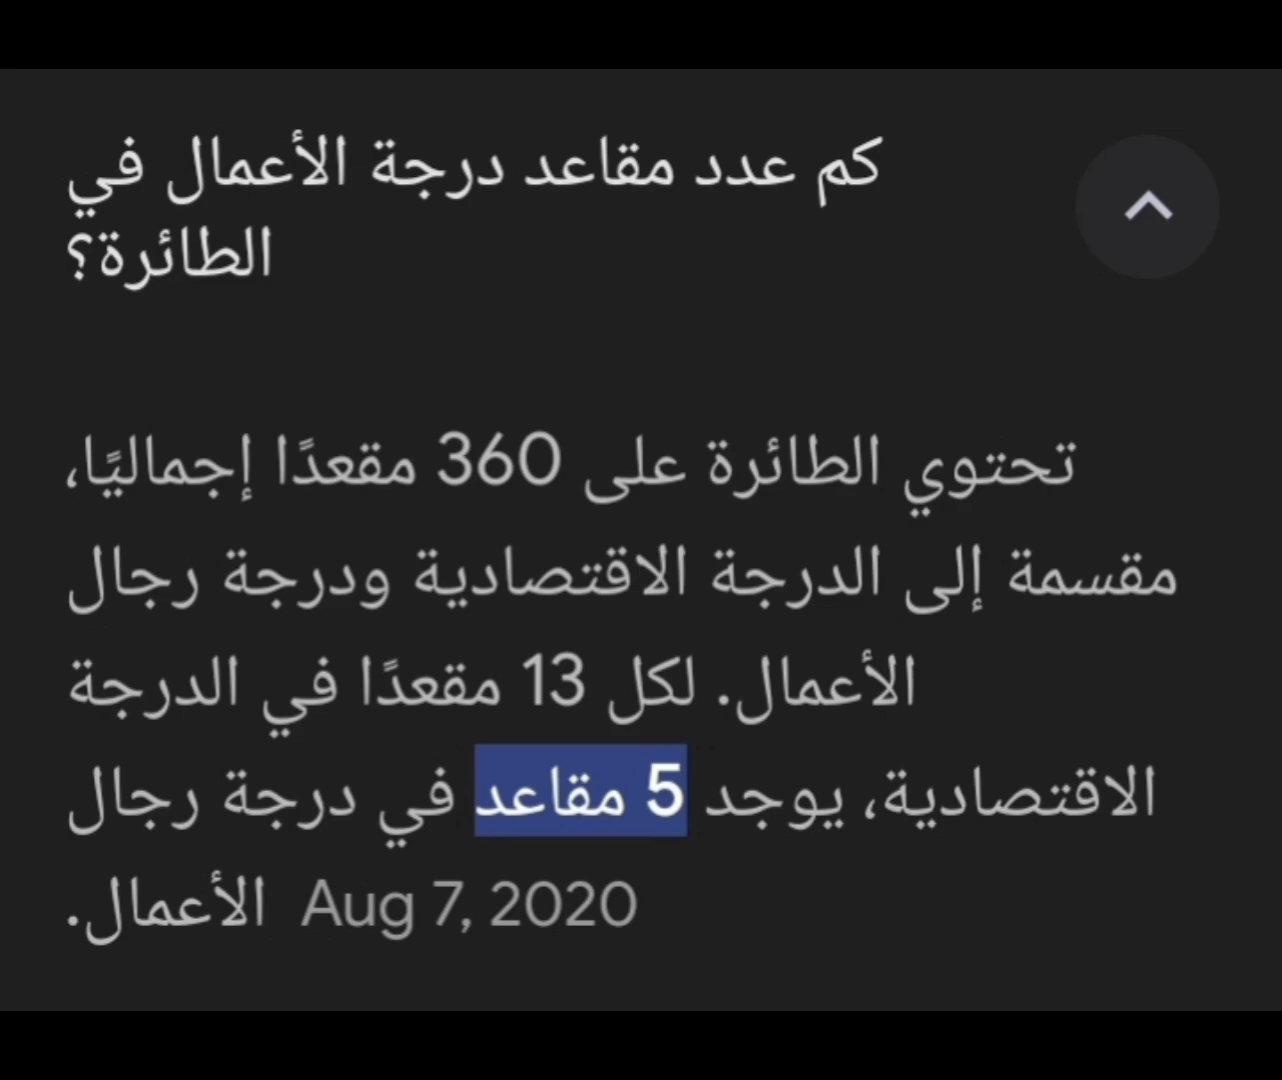 كم عدد مقاعد درجة الأعمال في
الطائرة؟
تحتوي الطائرة على 360 مقعدًا إجماليًا،
مقسمة إلى الدرجة الاقتصادية ودرجة رجال
الأعمال. لكل 13 مقعدًا في الدرجة
الاقتصادية، يوجد 5 مقاعد في درجة رجال
الأعمال. Aug 7, 2020